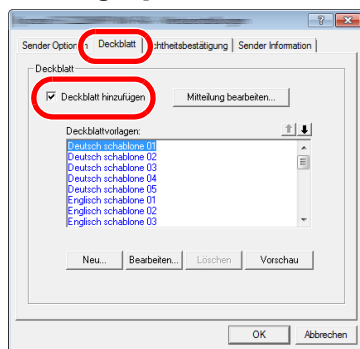 Sender Option
Deckblatt
chtheitsbestätigung
Sender Information
Deckblatt
Deckblatt hinzufügen
Mitteilung bearbeiten...
Deckblattvorlagen:
Deutsch schablone 01
Deutsch schablone 02
Deutsch schablone 03
Deutsch schablone 04
Deutsch schablone 05
Englisch schablone 01
Englisch schablone 02
Englisch schablone 03
Neu...
Bearbeiten...
Löschen
Vorschau
OK
Abbrechen